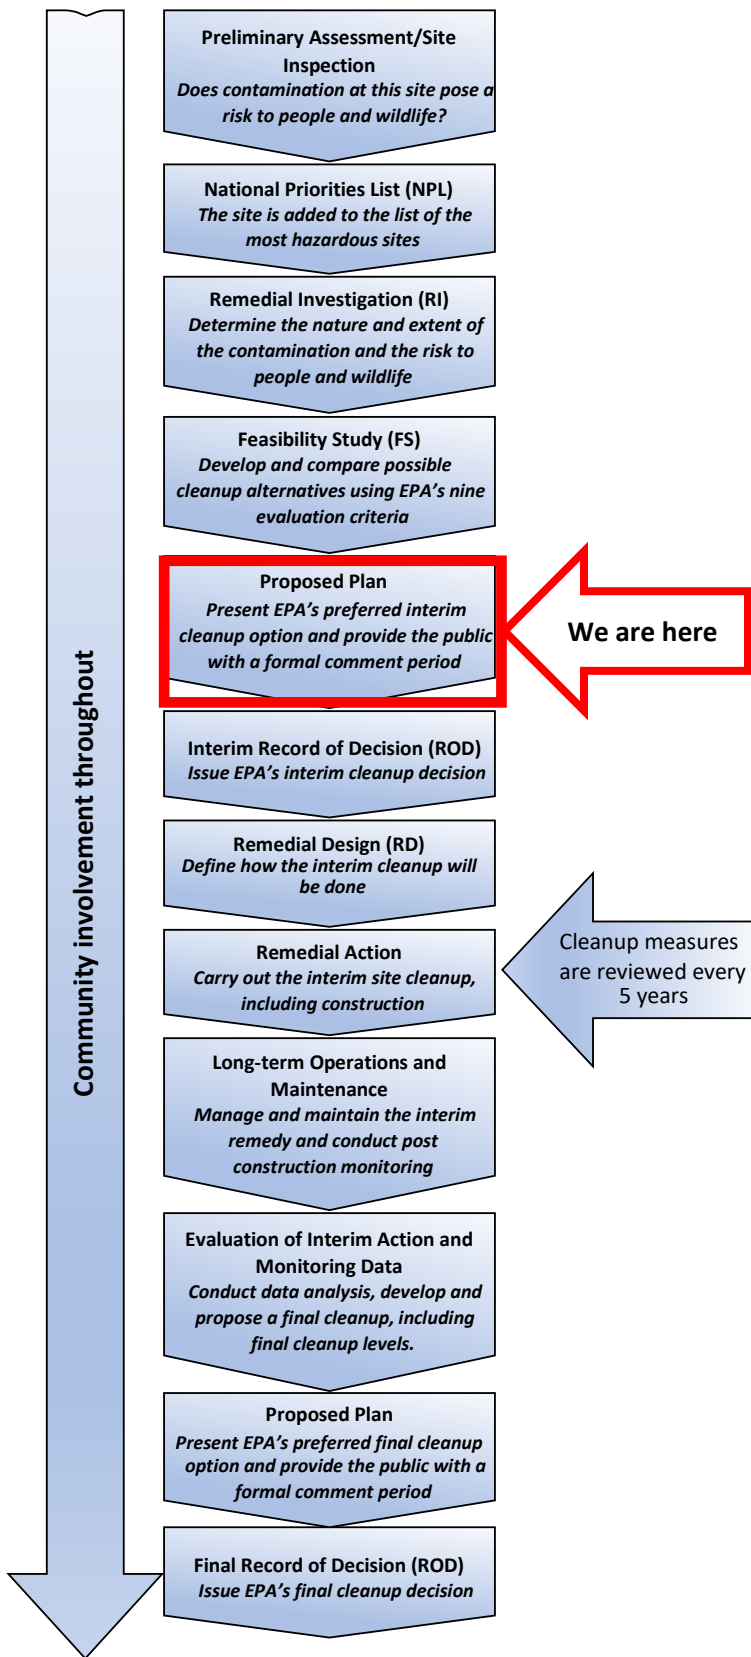 Preliminary Assessment/Site
Inspection
Does contamination at this site pose a
risk to people and wildlife?
National Priorities List (NPL)
The site is added to the list of the
most hazardous sites
Remedial Investigation (RI)
Determine the nature and extent of
the contamination and the risk to
people and wildlife
Feasibility Study (FS)
Develop and compare possible
cleanup alternatives using EPA’s nine
evaluation criteria
Proposed Plan
Present EPA’s preferred interim
cleanup option and provide the public
with a formal comment period
We are here
Interim Record of Decision (ROD)
Issue EPA’s interim cleanup decision
Remedial Design (RD)
Define how the interim cleanup will
be done
Remedial Action
Carry out the interim site cleanup,
including construction
Cleanup measures
are reviewed every
5 years
Long-term Operations and
Maintenance
Manage and maintain the interim
remedy and conduct post
construction monitoring
Evaluation of Interim Action and
Monitoring Data
Conduct data analysis, develop and
propose a final cleanup, including
final cleanup levels.
Proposed Plan
Present EPA’s preferred final cleanup
option and provide the public with a
formal comment period
Final Record of Decision (ROD)
Issue EPA’s final cleanup decision
Community involvement throughout